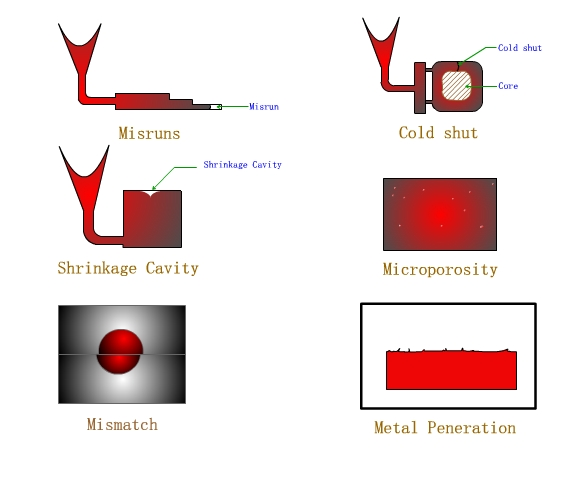 Cold shut
Core
Misrun
Misruns
Cold shut
Shrinkage Cavity
Shrinkage Cavity
Microporosity
Mismatch
Metal Peneration